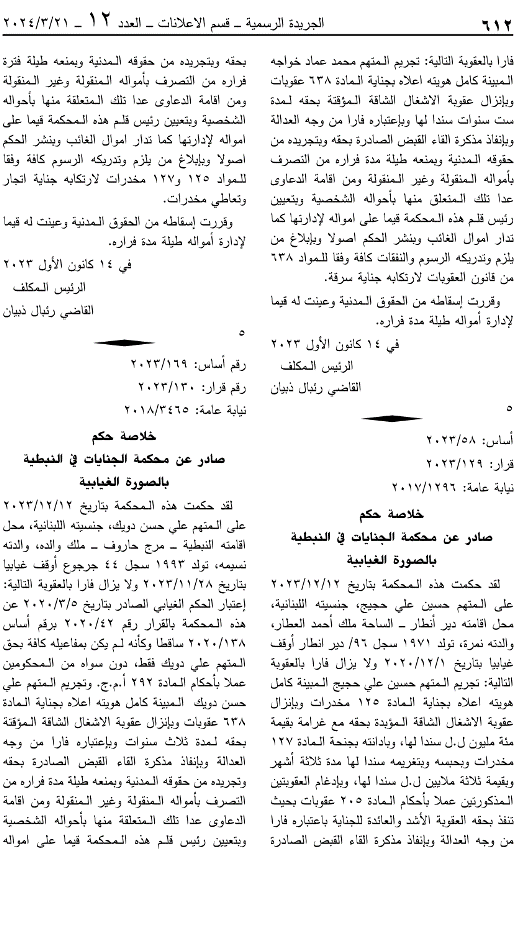 ٦١٢
الجريدة الرسمية – قسم الاعلانات – العدد ١٢ – ٢٠٢٤/٣/٢١
فارا بالعقوبة التالية: تجريم المتهم محمد عماد خواجه
المبينة كامل هويته اعلاه بجناية المادة ٦٣٨ عقوبات
وبإنزال عقوبة الاشغال الشاقة المؤقتة بحقه لمدة
ست سنوات سندا لها وبإعتباره فارا من وجه العدالة
وبإنفاذ مذكرة القاء القبض الصادرة بحقه وبتجريده من
حقوقه المدنية وبمنعه طيلة مدة فراره من التصرف
بأمواله المنقولة وغير المنقولة ومن اقامة الدعاوى
عدا تلك المتعلق منها بأحواله الشخصية وبتعيين
رئيس قلم هذه المحكمة قيما على امواله لإدارتها كما
تدار اموال الغائب وبنشر الحكم اصولا وبإبلاغ من
يلزم وتدريكه الرسوم والنفقات كافة وفقا للمواد ٦٣٨
من قانون العقوبات لارتكابه جناية سرقة.
وقررت إسقاطه من الحقوق المدنية وعينت له قيما
لإدارة أمواله طيلة مدة فراره.
في ١٤ كانون الأول ٢٠٢٣
الرئيس المكلف
القاضي رئبال ذبيان
٥
أساس: ٢٠٢٣/٥٨
قرار: ٢٠٢٣/١٢٩
نيابة عامة: ٢٠١٧/١٢٩٦
خلاصة حكم
صادر عن محكمة الجنايات في النبطية
بالصورة الغيابية
لقد حكمت هذه المحكمة بتاريخ ٢٠٢٣/١٢/١٢
على المتهم حسين علي حجيج، جنسيته اللبنانية،
محل اقامته دير أنطار – الساحة ملك أحمد العطار،
والدته نمرة، تولد ١٩٧١ سجل ٩٦/ دير انطار أوقف
غيابيا بتاريخ ٢٠٢٠/١٢/١ ولا يزال فارا بالعقوبة
التالية: تجريم المتهم حسين علي حجيج المبينة كامل
هويته اعلاه بجناية المادة ١٢٥ مخدرات وبإنزال
عقوبة الاشغال الشاقة المؤبدة بحقه مع غرامة بقيمة
مئة مليون ل.ل سندا لها، وبادانته بجنحة المادة ١٢٧
مخدرات وبحبسه وبتغريمه سندا لها مدة ثلاثة أشهر
وبقيمة ثلاثة ملايين ل.ل سندا لها، وبإدغام العقوبتين
المذكورتين عملا بأحكام المادة ٢٠٥ عقوبات بحيث
تنفذ بحقه العقوبة الأشد والعائدة للجناية باعتباره فارا
من وجه العدالة وبإنفاذ مذكرة القاء القبض الصادرة
بحقه وبتجريده من حقوقه المدنية وبمنعه طيلة فترة
فراره من التصرف بأمواله المنقولة وغير المنقولة
ومن اقامة الدعاوى عدا تلك المتعلقة منها بأحواله
الشخصية وبتعيين رئيس قلم هذه المحكمة قيما على
امواله لإدارتها كما تدار اموال الغائب وبنشر الحكم
اصولا وبإبلاغ من يلزم وتدريكه الرسوم كافة وفقا
للمواد ١٢٥ و١٢٧ مخدرات لارتكابه جناية اتجار
وتعاطي مخدرات.
وقررت إسقاطه من الحقوق المدنية وعينت له قيما
لإدارة أمواله طيلة مدة فراره.
في ١٤ كانون الأول ٢٠٢٣
الرئيس المكلف
القاضي رئبال ذبيان
٥
رقم أساس: ٢٠٢٣/١٦٩
رقم قرار: ٢٠٢٣/١٣٠
نيابة عامة: ٢٠١٨/٣٤٦٥
خلاصة حكم
صادر عن محكمة الجنايات في النبطية
بالصورة الغيابية
لقد حكمت هذه المحكمة بتاريخ ٢٠٢٣/١٢/١٢
على المتهم علي حسن دويك، جنسيته اللبنانية، محل
اقامته النبطية – مرج حاروف – ملك والده، والدته
نسيمه، تولد ١٩٩٣ سجل ٤٤ جرجوع أوقف غيابيا
بتاريخ ٢٠٢٣/١١/٢٨ ولا يزال فارا بالعقوبة التالية:
إعتبار الحكم الغيابي الصادر بتاريخ ٢٠٢٠/٣/٥ عن
هذه المحكمة بالقرار رقم ٢٠٢٠/٤٢ برقم أساس
٢٠٢٠/١٣٨ ساقطا وكأنه لم يكن بمفاعيله كافة بحق
المتهم علي دويك فقط، دون سواه من المحكومين
عملا بأحكام المادة ٢٩٢ أ.م.ج. وتجريم المتهم علي
حسن دويك المبينة كامل هويته اعلاه بجناية المادة
٦٣٨ عقوبات وبإنزال عقوبة الاشغال الشاقة المؤقتة
بحقه لمدة ثلاث سنوات وبإعتباره فارا من وجه
العدالة وبإنفاذ مذكرة القاء القبض الصادرة بحقه
وتجريده من حقوقه المدنية وبمنعه طيلة مدة فراره من
التصرف بأمواله المنقولة وغير المنقولة ومن اقامة
الدعاوى عدا تلك المتعلقة منها بأحواله الشخصية
وبتعيين رئيس قلم هذه المحكمة قيما على امواله